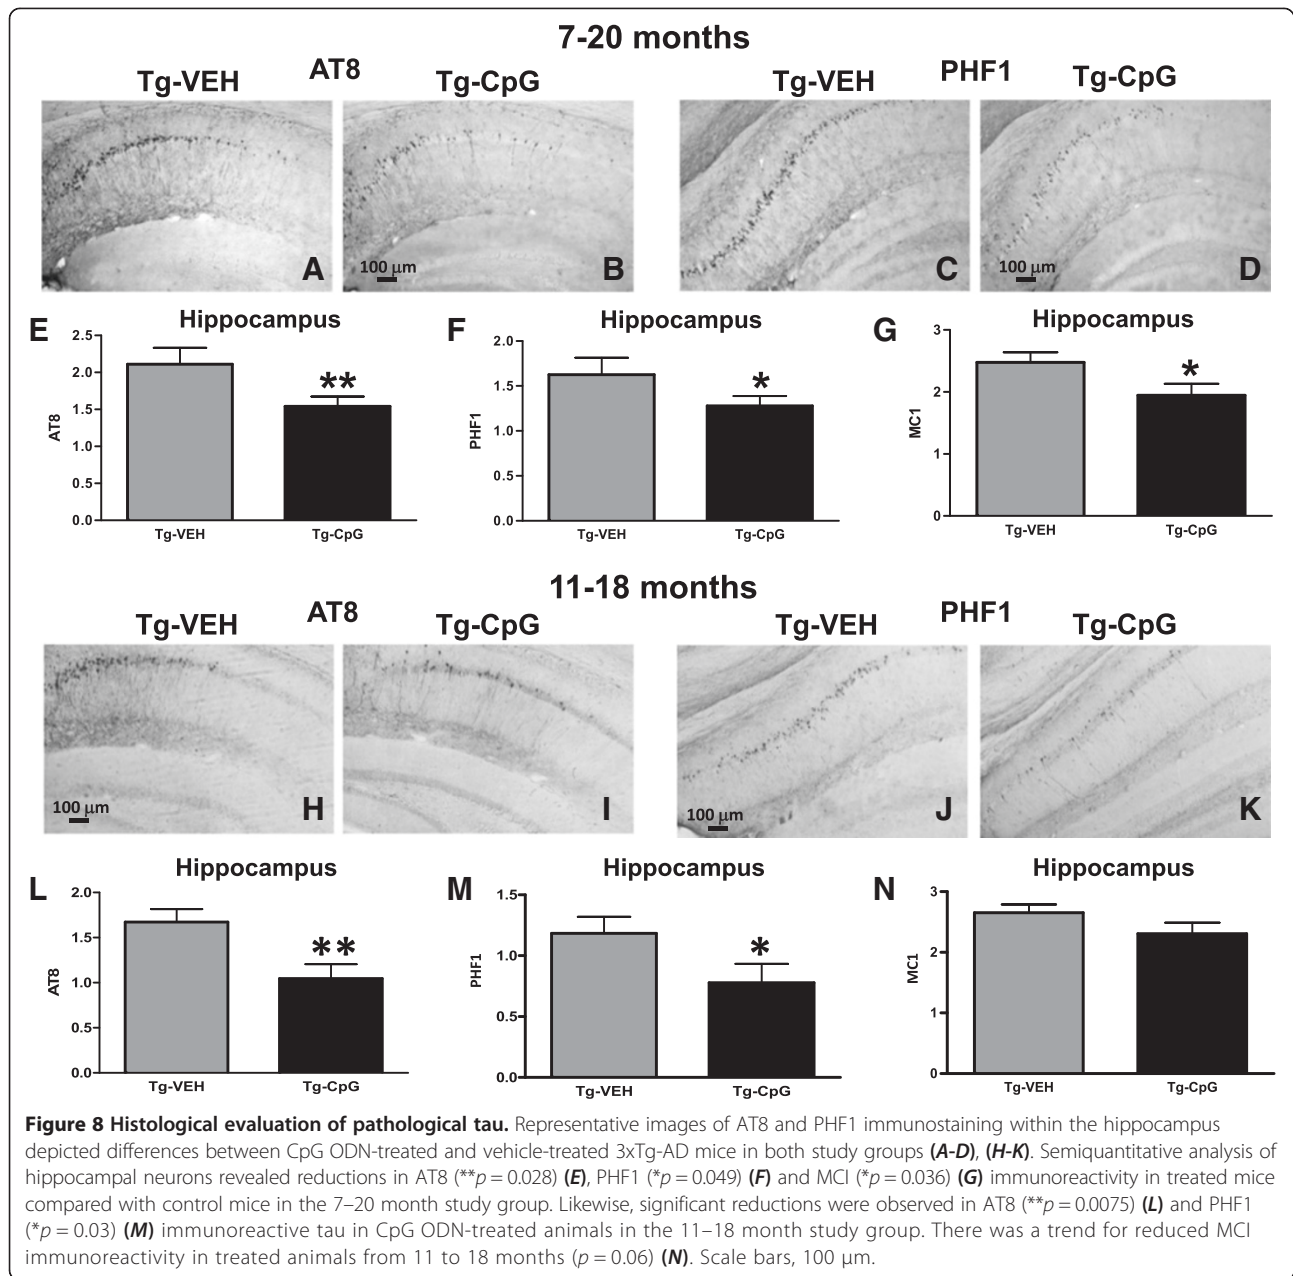 7-20 months
AT8
PHF1
Tg-VEH
Tg-CpG
Tg-VEH
Tg-CpG
A
100 µm
B
C
100 µm
D
E
Hippocampus
2.5
2.0
1.5
1.0
0.5
0.0
AT8
**
Tg-VEH
Tg-CpG
F
Hippocampus
2.0
1.5
1.0
0.5
0.0
PHF1
*
Tg-VEH
Tg-CpG
G
Hippocampus
3
2
1
0
MC1
*
Tg-VEH
Tg-CpG
11-18 months
AT8
PHF1
Tg-VEH
Tg-CpG
Tg-VEH
Tg-CpG
100 µm
H
I
100 µm
J
K
L
Hippocampus
2.0
1.5
1.0
0.5
0.0
AT8
**
Tg-VEH
Tg-CpG
M
Hippocampus
1.5
1.0
0.5
0.0
PHF1
*
Tg-VEH
Tg-CpG
N
Hippocampus
3
2
1
0
MC1
Tg-VEH
Tg-CpG
Figure 8 Histological evaluation of pathological tau. Representative images of AT8 and PHF1 immunostaining within the hippocampus
depicted differences between CpG ODN-treated and vehicle-treated 3xTg-AD mice in both study groups (A-D), (H-K). Semiquantitative analysis of
hippocampal neurons revealed reductions in AT8 (**p = 0.028) (E), PHF1 (*p = 0.049) (F) and MCI (*p = 0.036) (G) immunoreactivity in treated mice
compared with control mice in the 7–20 month study group. Likewise, significant reductions were observed in AT8 (**p = 0.0075) (L) and PHF1
(*p = 0.03) (M) immunoreactive tau in CpG ODN-treated animals in the 11–18 month study group. There was a trend for reduced MCI
immunoreactivity in treated animals from 11 to 18 months (p = 0.06) (N). Scale bars, 100 µm.